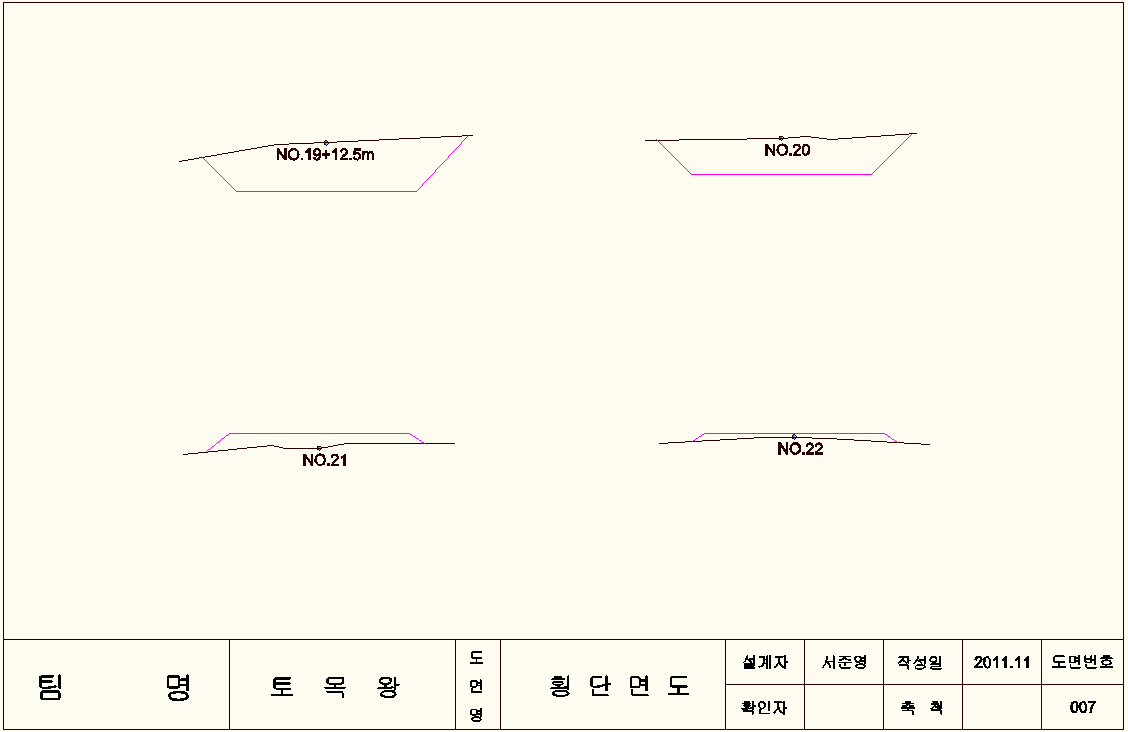 NO.19+12.5m
NO.20
NO.21
NO.22
팀 명
토 목 왕
도
면
명
횡 단 면 도
설계자
서준영
작성일
2011.11
도면번호
확인자
축 척
007